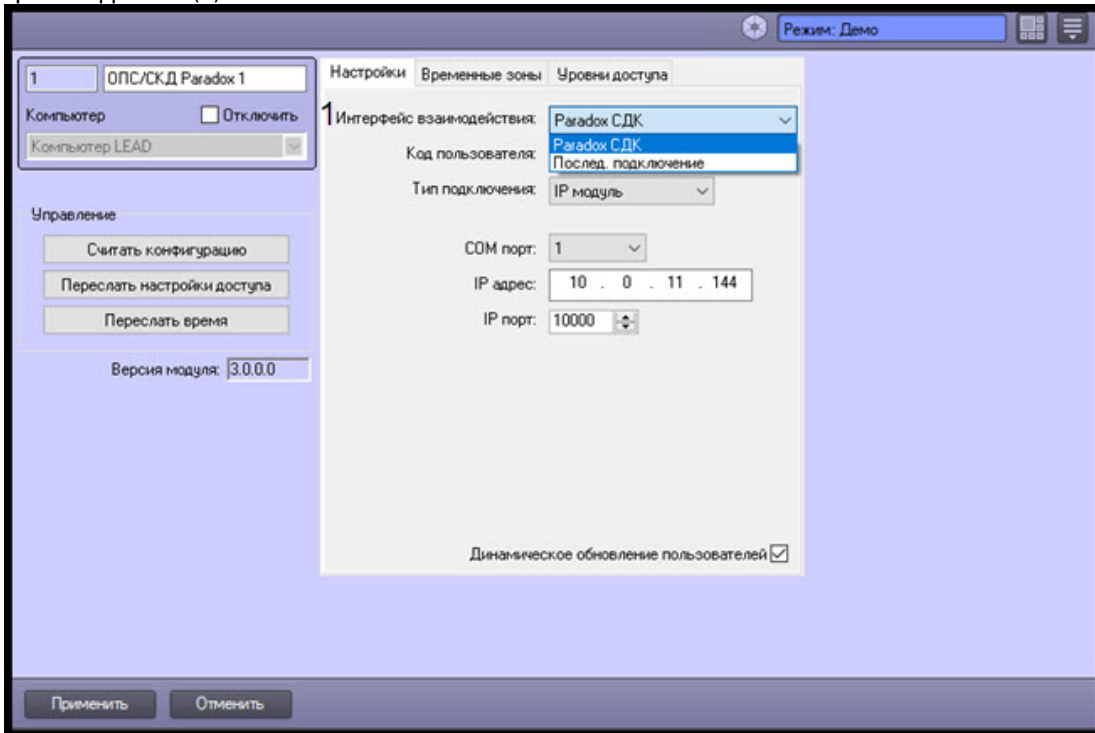 Режим: Демо
1 ОПС/СКД Paradox 1
Компьютер Отключить
Компьютер LEAD
Управление
Считать конфигурацию
Переслать настройки доступа
Переслать время
Версия модуля: 3.0.0.0
Настройки Временные зоны Уровни доступа
1 Интерфейс взаимодействия: Paradox СДК
Paradox СДК
Код пользователя:
Послед. подключение
Тип подключения: IP модуль
COM порт: 1
IP адрес: 10 . 0 . 11 . 144
IP порт: 10000
Динамическое обновление пользователей
Применить Отменить